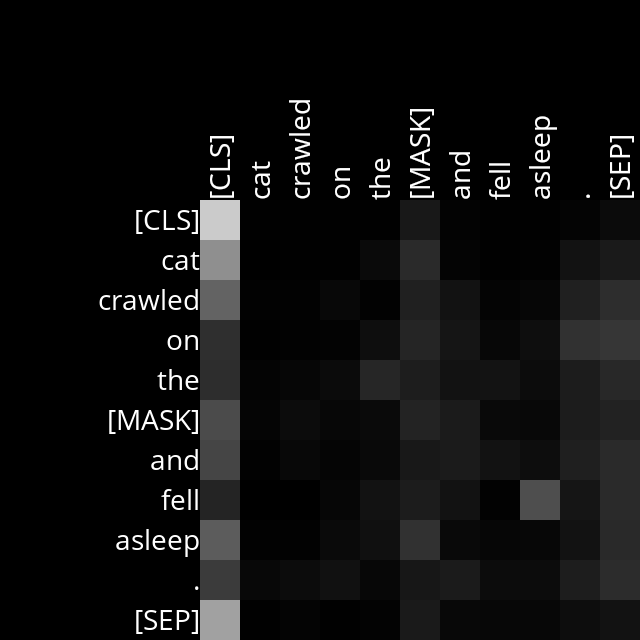 [CLS] cat crawled on the [MASK] and fell asleep . [SEP]
[CLS]
cat
crawled
on
the
[MASK]
and
fell
asleep
.
[SEP]